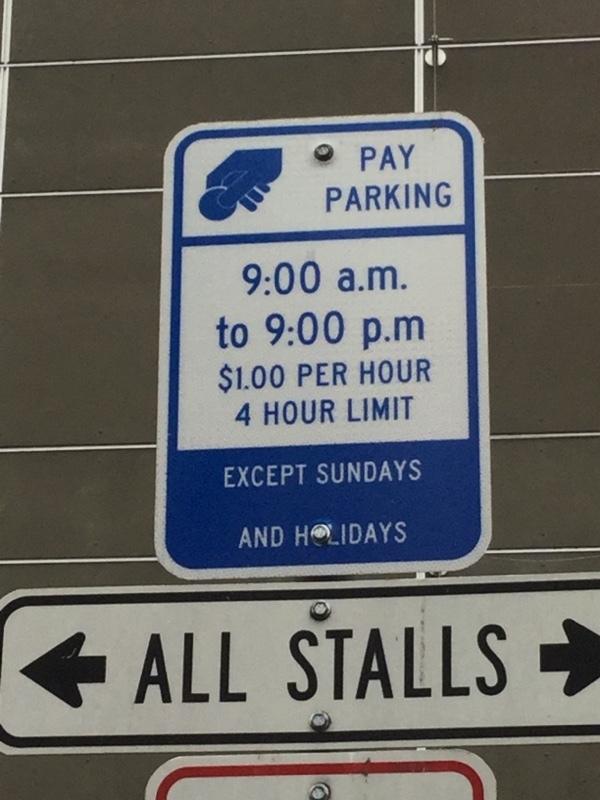 PAY
PARKING
9:00 a.m.
to 9:00 p.m
$1.00 PER HOUR
4 HOUR LIMIT
EXCEPT SUNDAYS
AND HOLIDAYS
ALL STALLS